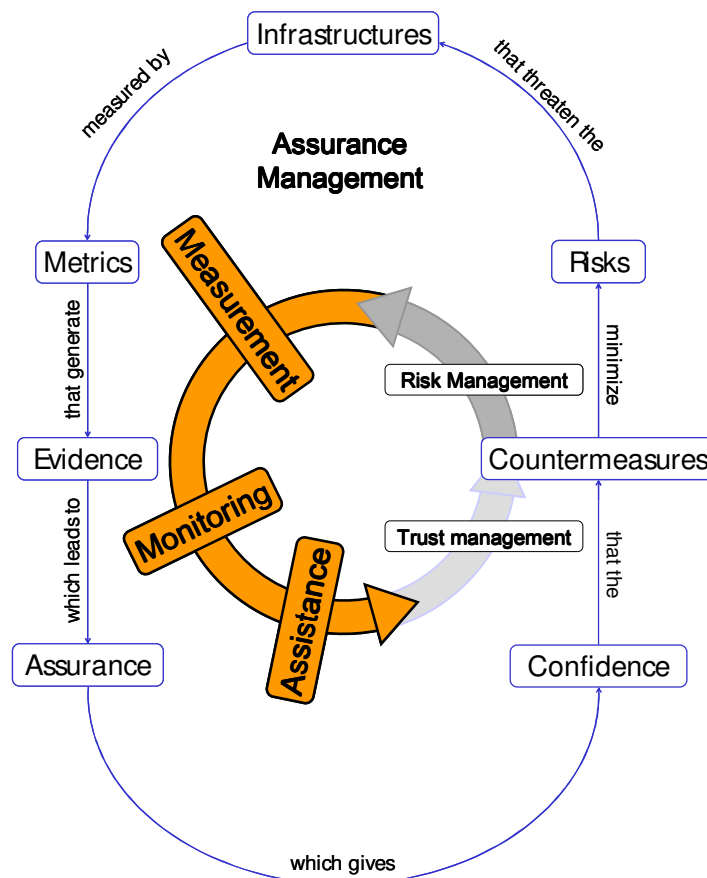 Infrastructures
measured by
that threaten the
Assurance
Management
Metrics
Risks
Measurement
that generate
minimize
Risk Management
Evidence
Countermeasures
Monitoring
which leads to
Trust management
that the
Assistance
Assurance
Confidence
which gives